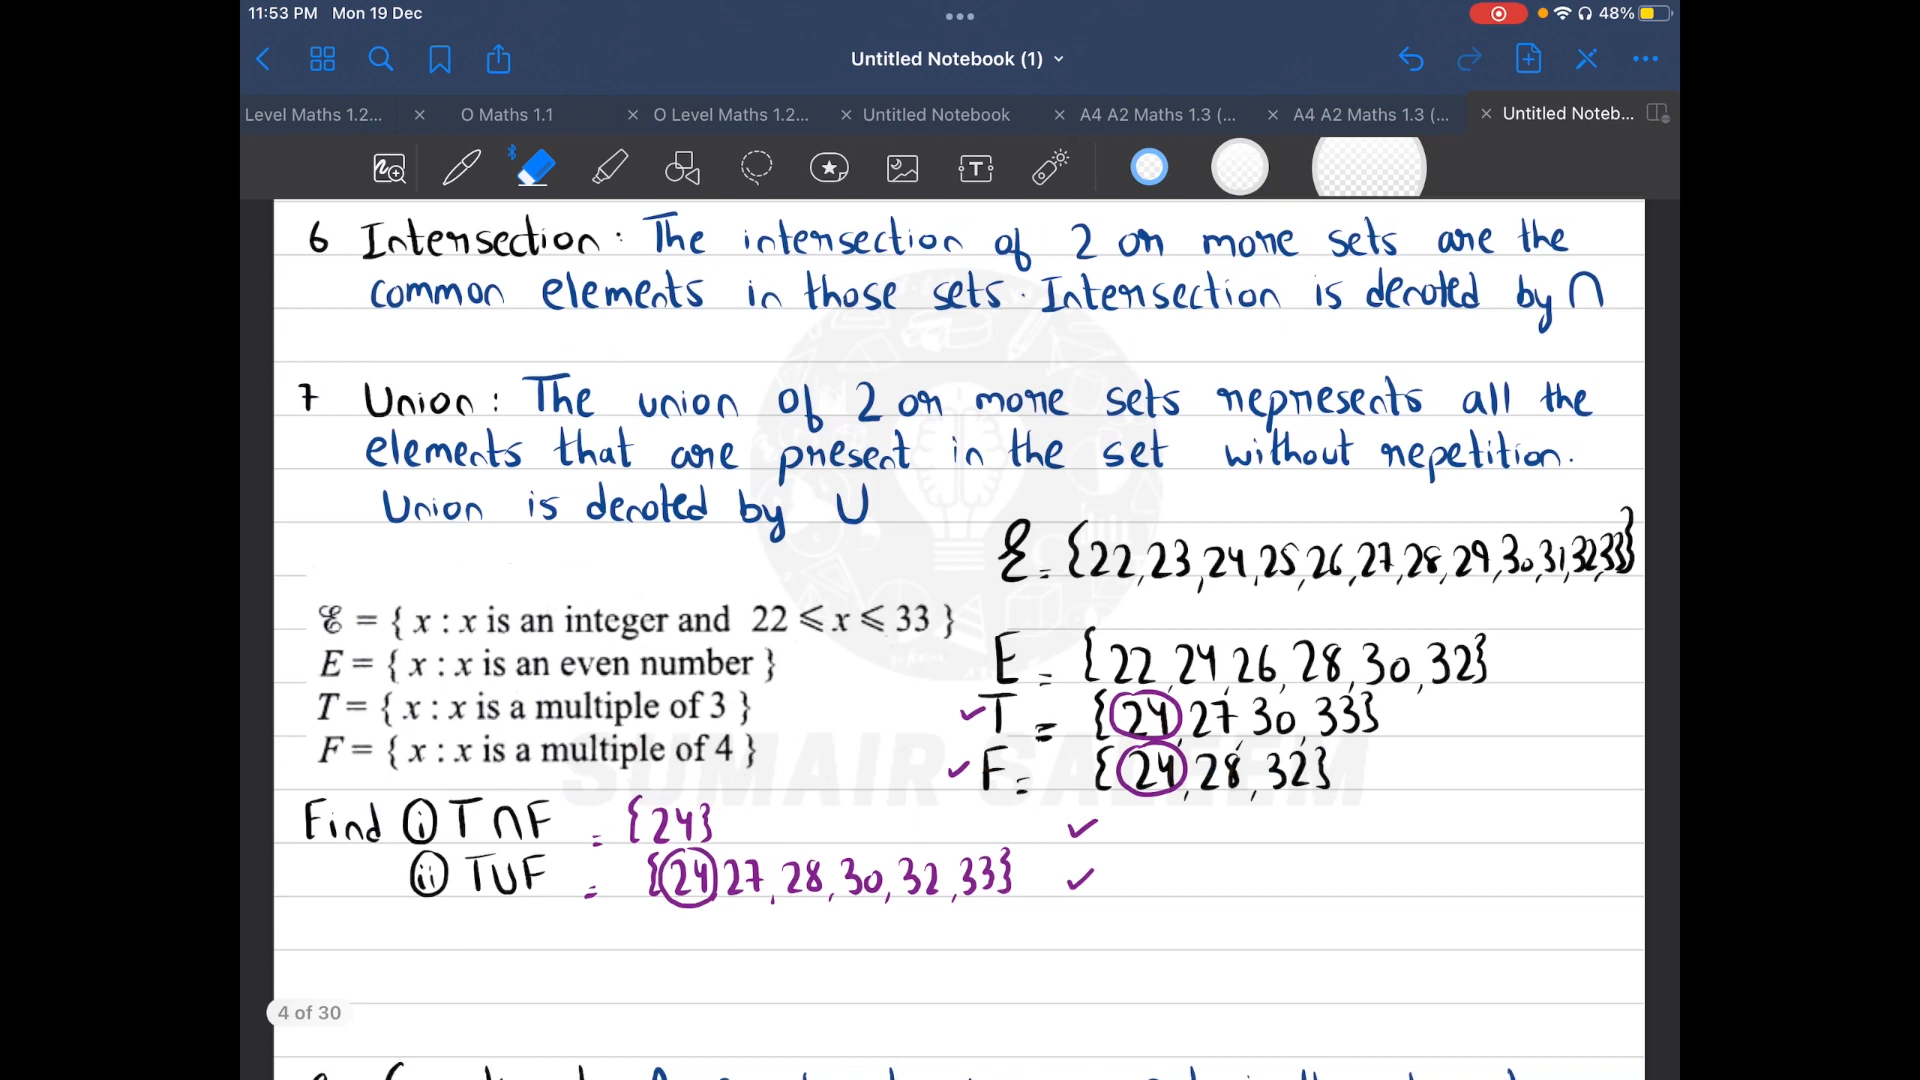 11:53 PM Mon 19 Dec
48%
Untitled Notebook (1)
Level Maths 1.2... O Maths 1.1 O Level Maths 1.2... Untitled Notebook A4 A2 Maths 1.3 (... A4 A2 Maths 1.3 (... Untitled Noteb...
6 Intersection: The intersection of 2 or more sets are the
common elements in those sets. Intersection is denoted by ∩
7 Union: The union of 2 or more sets represents all the
elements that are present in the set without repetition.
Union is denoted by ∪
ℰ = {22,23,24,25,26,27,28,29,30,31,32,33}
ℰ = { x : x is an integer and 22 ⩽ x ⩽ 33 }
E = { x : x is an even number }
E = {22,24,26,28,30,32}
T = { x : x is a multiple of 3 }
✓T = {24,27,30,33}
F = { x : x is a multiple of 4 }
✓F = {24,28,32}
SUMAIR SALEEM
Find (i) T∩F = {24} ✓
(ii) T∪F = {24,27,28,30,32,33} ✓
4 of 30